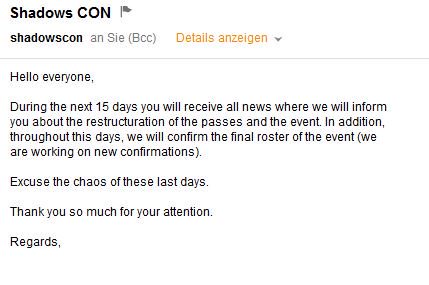 Shadows CON
shadowscon an Sie (Bcc) Details anzeigen
Hello everyone,
During the next 15 days you will receive all news where we will inform
you about the restructuration of the passes and the event. In addition,
throughout this days, we will confirm the final roster of the event (we
are working on new confirmations).
Excuse the chaos of these last days.
Thank you so much for your attention.
Regards,